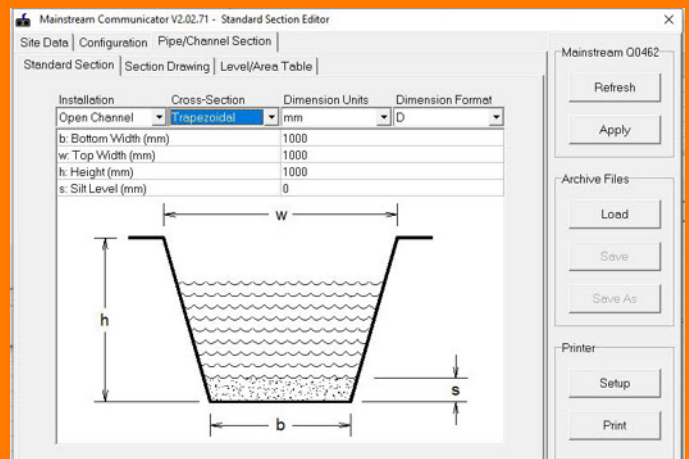 Mainstream Communicator V2.02.71 - Standard Section Editor
Site Data Configuration Pipe/Channel Section
Standard Section Section Drawing Level/Area Table
Installation Cross-Section Dimension Units Dimension Format
Open Channel Trapezoidal mm D
b: Bottom Width (mm) 1000
w: Top Width (mm) 1000
h: Height (mm) 1000
s: Silt Level (mm) 0
w
h
s
b
Mainstream Q0462
Refresh
Apply
Archive Files
Load
Save
Save As
Printer
Setup
Print